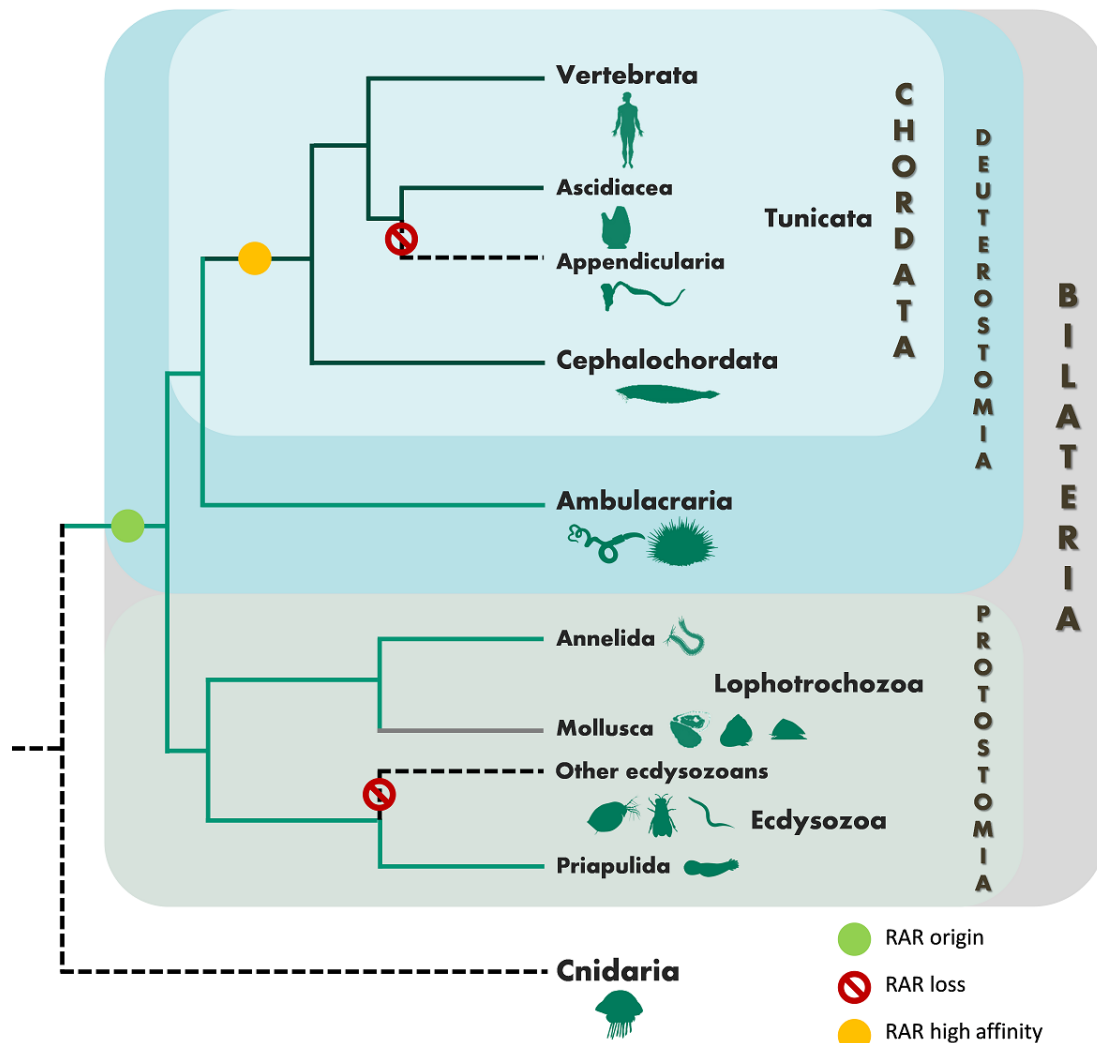 Vertebrata
Ascidiacea
Tunicata
Appendicularia
Cephalochordata
CHORDATA
DEUTEROSTOMIA
BILATERIA
Ambulacraria
Annelida
Lophotrochozoa
Mollusca
Other ecdysozoans
Ecdysozoa
Priapulida
PROTOSTOMIA
Cnidaria
RAR origin
RAR loss
RAR high affinity